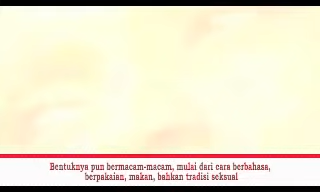 Bentuknya pun bermacam-macam, mulai dari cara berbahasa,
berpakaian, makan, bahkan tradisi seksual